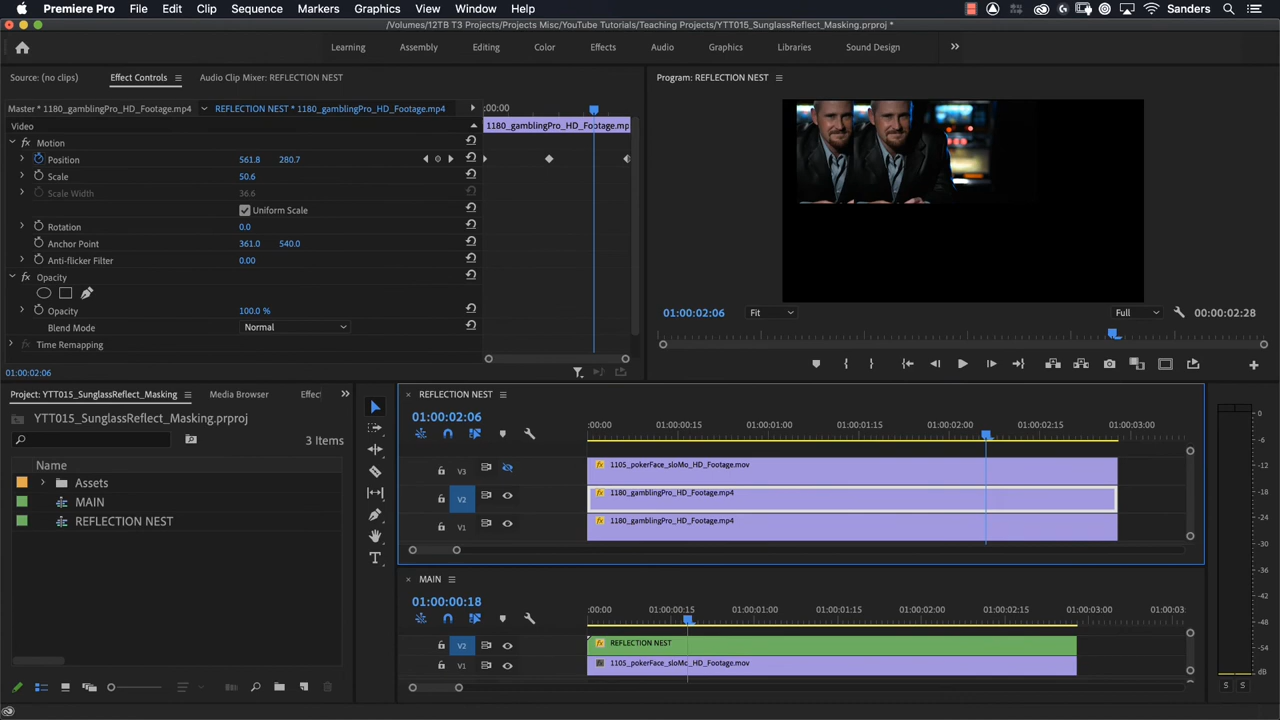 Premiere Pro File Edit Clip Sequence Markers Graphics View Window Help Sanders
/Volumes/12TB T3 Projects/Projects Misc/YouTube Tutorials/Teaching Projects/YTT015_SunglassReflect_Masking.prproj *
Learning Assembly Editing Color Effects Audio Graphics Libraries Sound Design
Source: (no clips) Effect Controls Audio Clip Mixer: REFLECTION NEST Program: REFLECTION NEST
Master * 1180_gamblingPro_HD_Footage.mp4 REFLECTION NEST * 1180_gamblingPro_HD_Footage.mp4 ;00:00
Video 1180_gamblingPro_HD_Footage.mp
fx Motion
Position 561.8 280.7
Scale 50.6
Scale Width 36.6
Uniform Scale
Rotation 0.0
Anchor Point 361.0 540.0
Anti-flicker Filter 0.00
fx Opacity
Opacity 100.0 %
Blend Mode Normal
Time Remapping
01:00:02:06
01:00:02:06 Fit Full 00:00:02:28
Project: YTT015_SunglassReflect_Masking Media Browser Effect
YTT015_SunglassReflect_Masking.prproj
3 Items
Name
Assets
MAIN
REFLECTION NEST
REFLECTION NEST
01:00:02:06
:00:00 01:00:00:15 01:00:01:00 01:00:01:15 01:00:02:00 01:00:02:15 01:00:03:00
V3 fx 1105_pokerFace_sloMo_HD_Footage.mov
V2 fx 1180_gamblingPro_HD_Footage.mp4
V1 fx 1180_gamblingPro_HD_Footage.mp4
MAIN
01:00:00:18
:00:00 01:00:00:15 01:00:01:00 01:00:01:15 01:00:02:00 01:00:02:15 01:00:03:00 01:00:03:
V2 fx REFLECTION NEST
V1 fx 1105_pokerFace_sloMo_HD_Footage.mov
0
-6
-12
-18
-24
-30
-36
-42
-48
-54
dB
S S